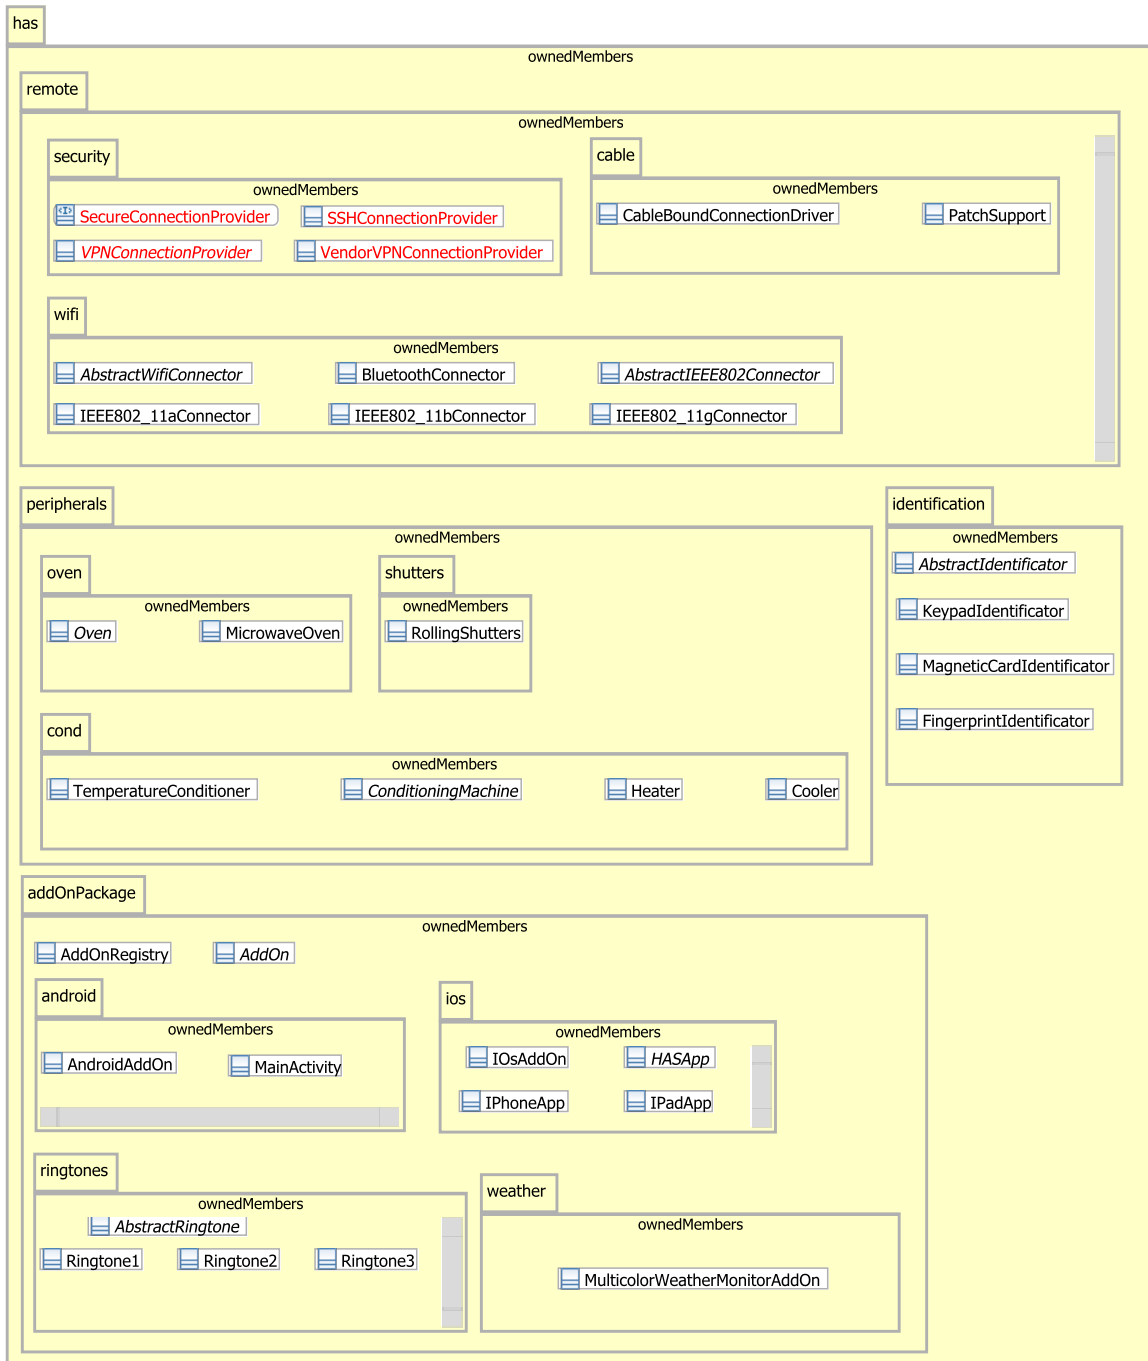 has
ownedMembers
remote
ownedMembers
security
ownedMembers
<I> SecureConnectionProvider
SSHConnectionProvider
VPNConnectionProvider
VendorVPNConnectionProvider
cable
ownedMembers
CableBoundConnectionDriver
PatchSupport
wifi
ownedMembers
AbstractWifiConnector
BluetoothConnector
AbstractIEEE802Connector
IEEE802_11aConnector
IEEE802_11bConnector
IEEE802_11gConnector
peripherals
ownedMembers
oven
ownedMembers
Oven
MicrowaveOven
shutters
ownedMembers
RollingShutters
cond
ownedMembers
TemperatureConditioner
ConditioningMachine
Heater
Cooler
identification
ownedMembers
AbstractIdentificator
KeypadIdentificator
MagneticCardIdentificator
FingerprintIdentificator
addOnPackage
ownedMembers
AddOnRegistry
AddOn
android
ownedMembers
AndroidAddOn
MainActivity
ios
ownedMembers
IOsAddOn
HASApp
IPhoneApp
IPadApp
ringtones
ownedMembers
AbstractRingtone
Ringtone1
Ringtone2
Ringtone3
weather
ownedMembers
MulticolorWeatherMonitorAddOn